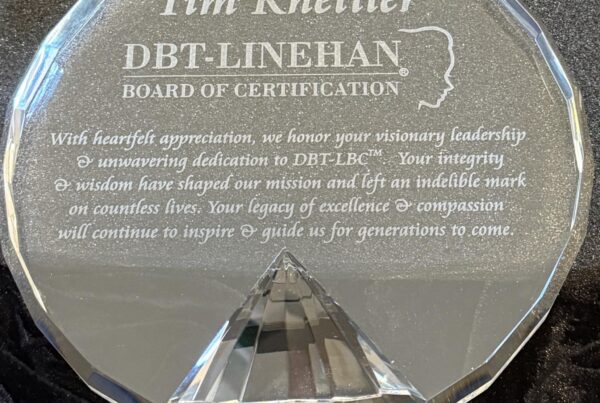 Tim Knettler
DBT-LINEHAN®
BOARD OF CERTIFICATION
With heartfelt appreciation, we honor your visionary leadership
& unwavering dedication to DBT-LBC™. Your integrity
& wisdom have shaped our mission and left an indelible mark
on countless lives. Your legacy of excellence & compassion
will continue to inspire & guide us for generations to come.